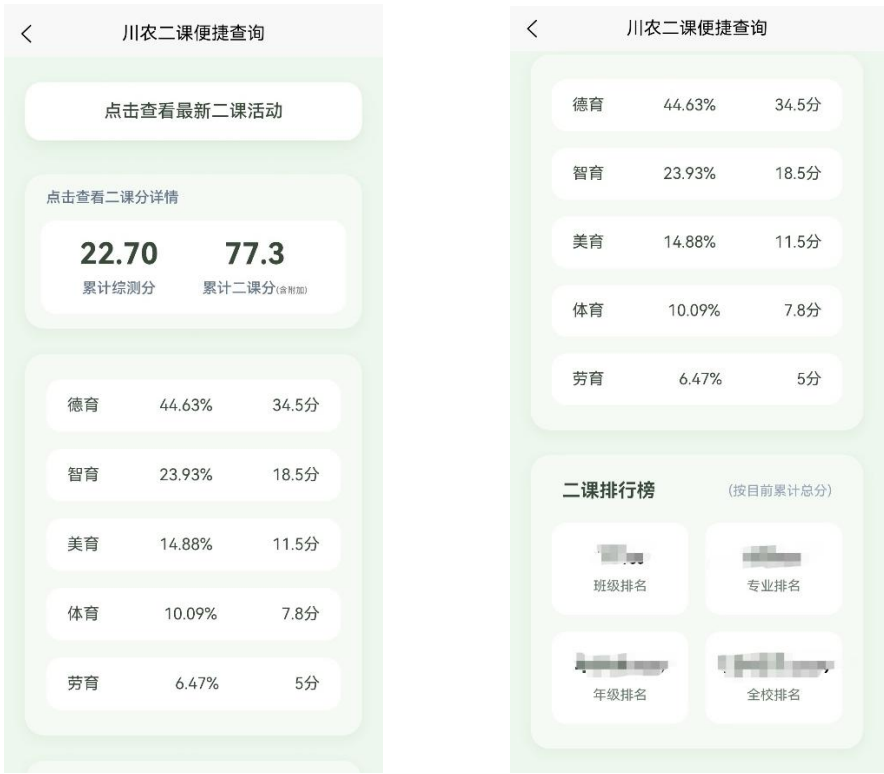 川农二课便捷查询
点击查看最新二课活动
点击查看二课分详情
22.70 77.3
累计综测分 累计二课分(含附加)
德育 44.63% 34.5分
智育 23.93% 18.5分
美育 14.88% 11.5分
体育 10.09% 7.8分
劳育 6.47% 5分
川农二课便捷查询
德育 44.63% 34.5分
智育 23.93% 18.5分
美育 14.88% 11.5分
体育 10.09% 7.8分
劳育 6.47% 5分
二课排行榜 (按目前累计总分)
班级排名 专业排名
年级排名 全校排名